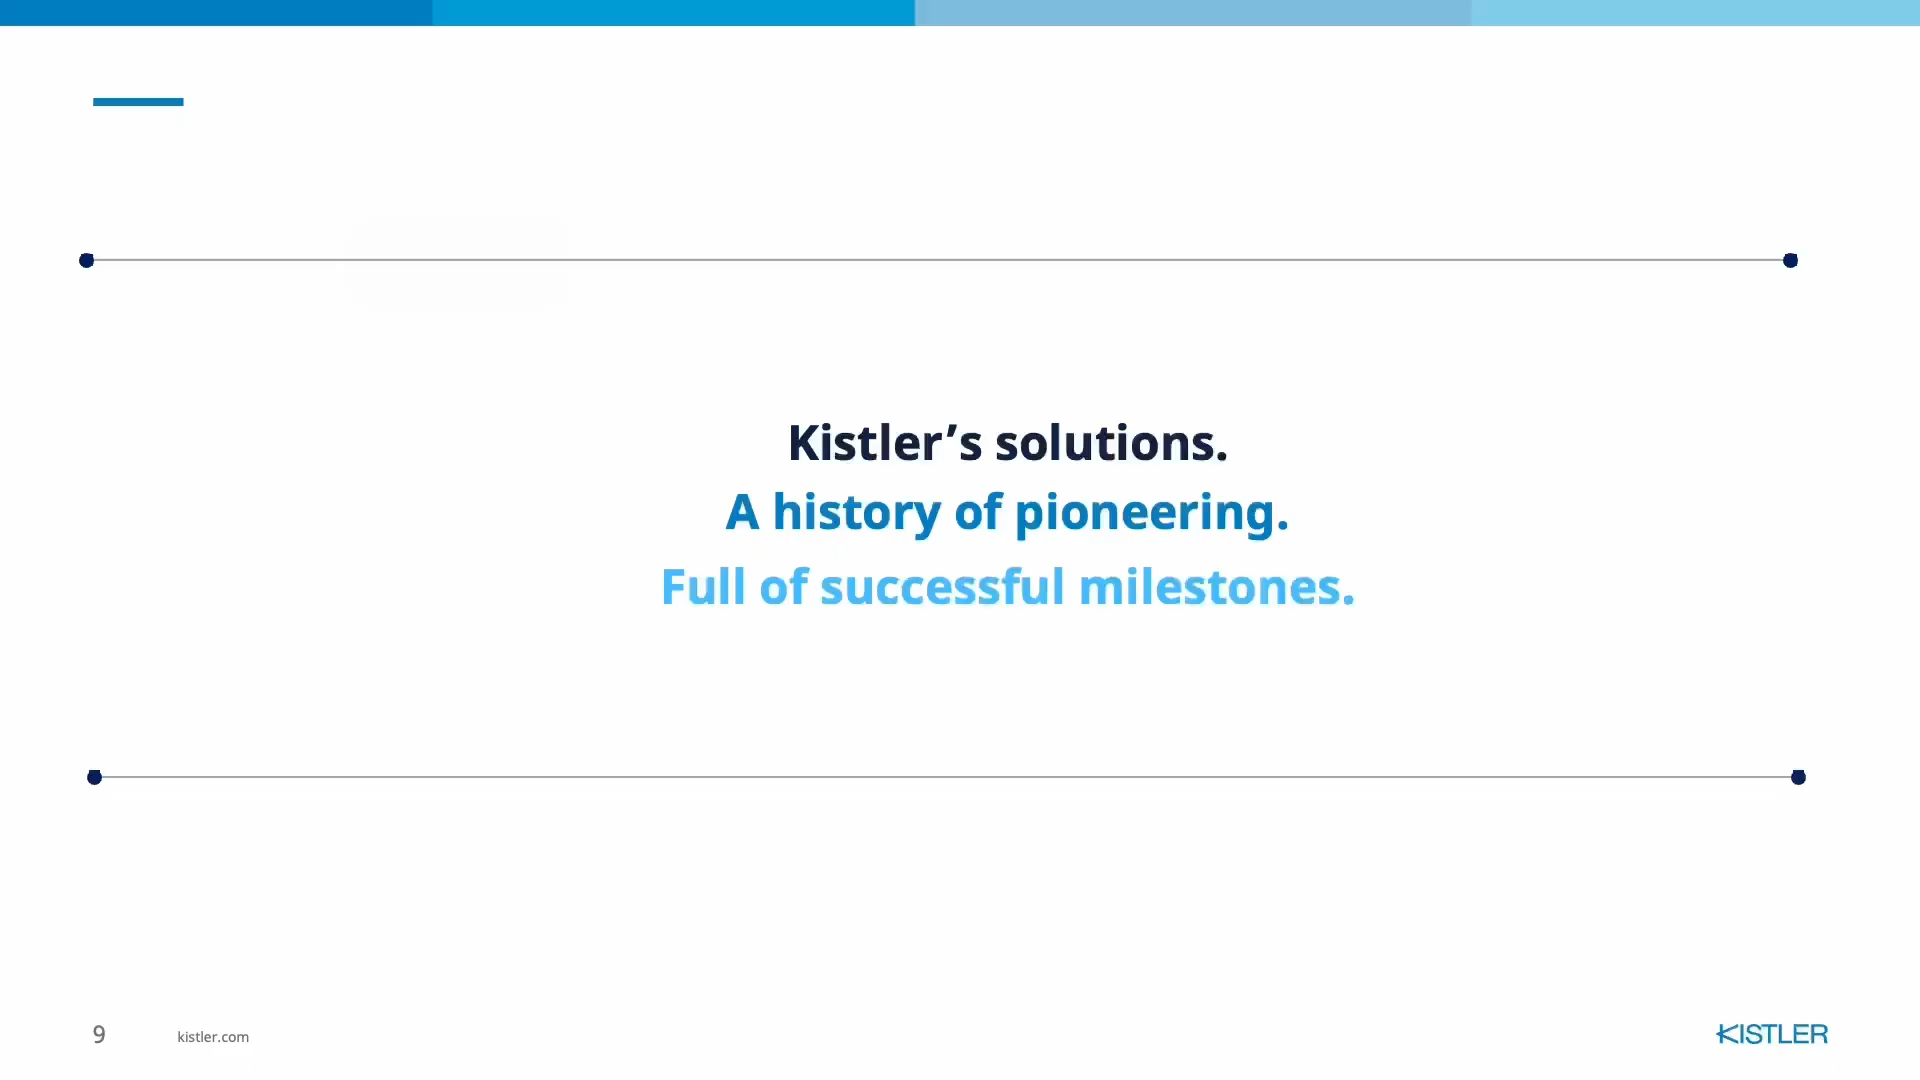 Kistler’s solutions.
A history of pioneering.
Full of successful milestones.
9
kistler.com
KISTLER